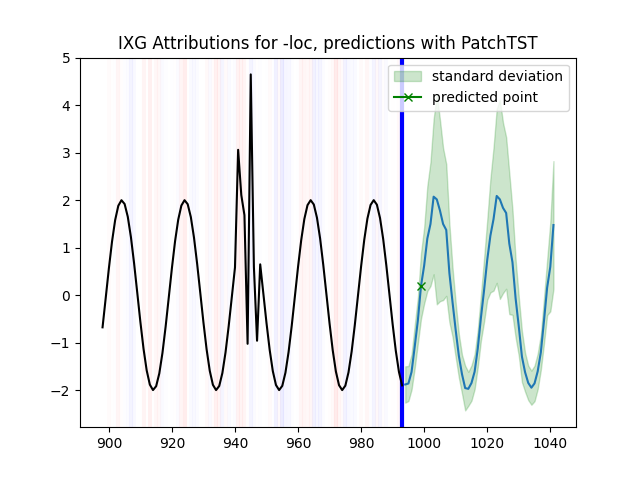 IXG Attributions for -loc, predictions with PatchTST
standard deviation
predicted point
5
4
3
2
1
0
−1
−2
900 920 940 960 980 1000 1020 1040